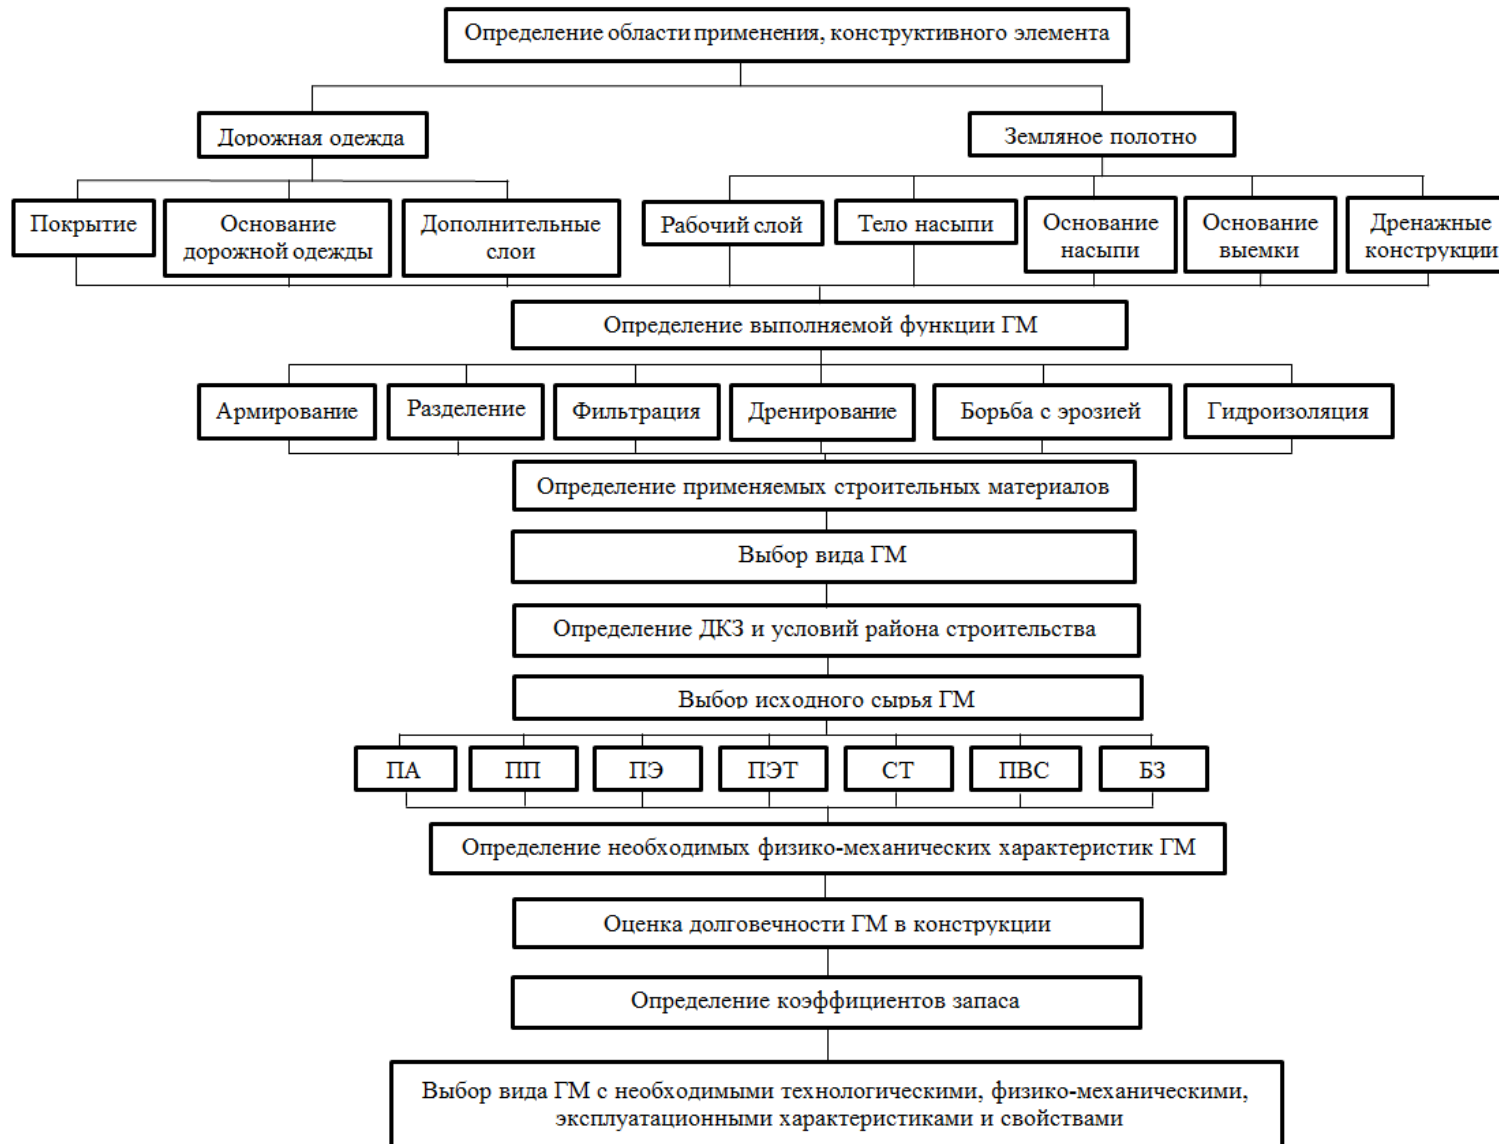 Определение области применения, конструктивного элемента
Дорожная одежда
Земляное полотно
Покрытие
Основание
дорожной одежды
Дополнительные
слои
Рабочий слой
Тело насыпи
Основание
насыпи
Основание
выемки
Дренажные
конструкции
Определение выполняемой функции ГМ
Армирование
Разделение
Фильтрация
Дренирование
Борьба с эрозией
Гидроизоляция
Определение применяемых строительных материалов
Выбор вида ГМ
Определение ДКЗ и условий района строительства
Выбор исходного сырья ГМ
ПА
ПП
ПЭ
ПЭТ
СТ
ПВС
БЗ
Определение необходимых физико-механических характеристик ГМ
Оценка долговечности ГМ в конструкции
Определение коэффициентов запаса
Выбор вида ГМ с необходимыми технологическими, физико-механическими,
эксплуатационными характеристиками и свойствами